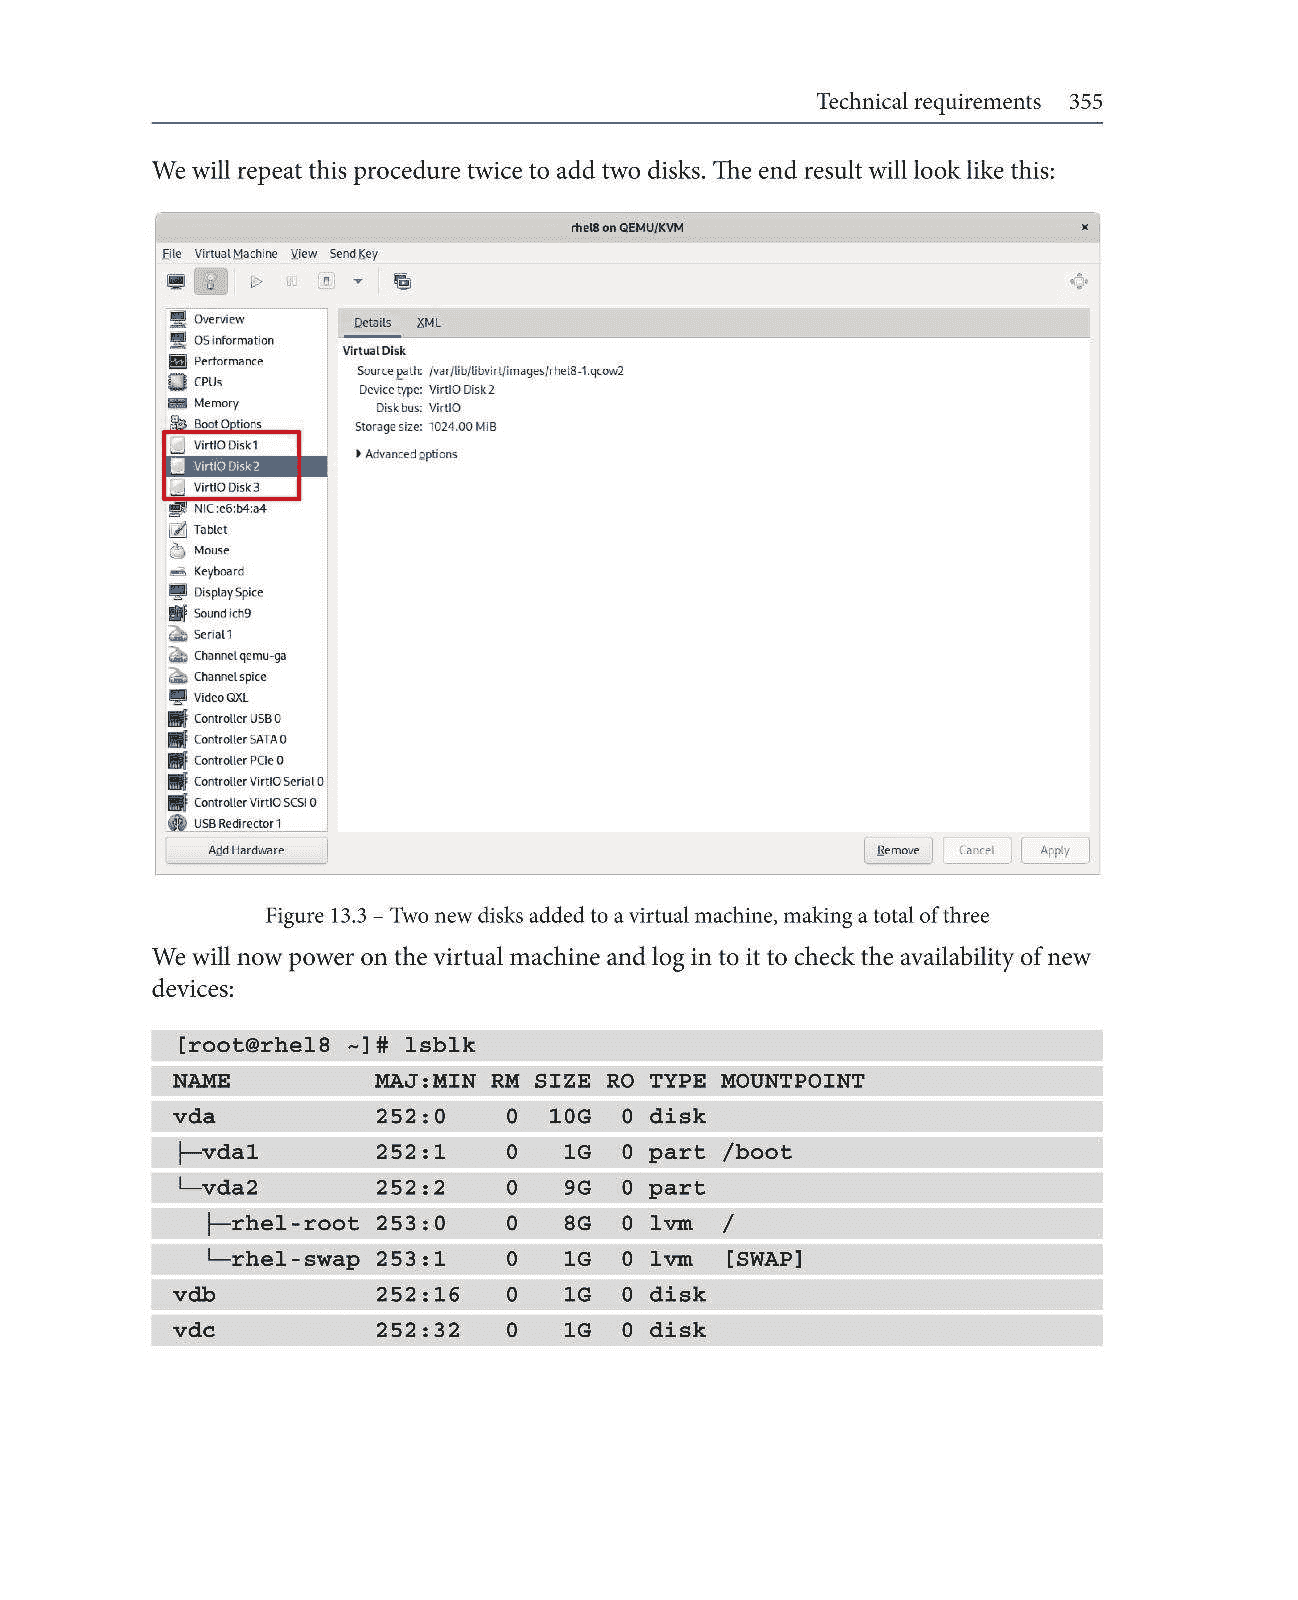 Technical requirements 355
We will repeat this procedure twice to add two disks. The end result will look like this:
rhel8 on QEMU/KVM
File Virtual Machine View Send Key
Overview
OS information
Performance
CPUs
Memory
Boot Options
VirtIO Disk 1
VirtIO Disk 2
VirtIO Disk 3
NIC :e6:b4:a4
Tablet
Mouse
Keyboard
Display Spice
Sound ich9
Serial 1
Channel qemu-ga
Channel spice
Video QXL
Controller USB 0
Controller SATA 0
Controller PCIe 0
Controller VirtIO Serial 0
Controller VirtIO SCSI 0
USB Redirector 1
Add Hardware
Details XML
Virtual Disk
Source path: /var/lib/libvirt/images/rhel8-1.qcow2
Device type: VirtIO Disk 2
Disk bus: VirtIO
Storage size: 1024.00 MiB
Advanced options
Remove Cancel Apply
Figure 13.3 – Two new disks added to a virtual machine, making a total of three
We will now power on the virtual machine and log in to it to check the availability of new
devices:
[root@rhel8 ~]# lsblk
NAME          MAJ:MIN RM SIZE RO TYPE MOUNTPOINT
vda           252:0    0  10G  0 disk
├─vda1        252:1    0   1G  0 part /boot
└─vda2        252:2    0   9G  0 part
  ├─rhel-root 253:0    0   8G  0 lvm  /
  └─rhel-swap 253:1    0   1G  0 lvm  [SWAP]
vdb           252:16   0   1G  0 disk
vdc           252:32   0   1G  0 disk